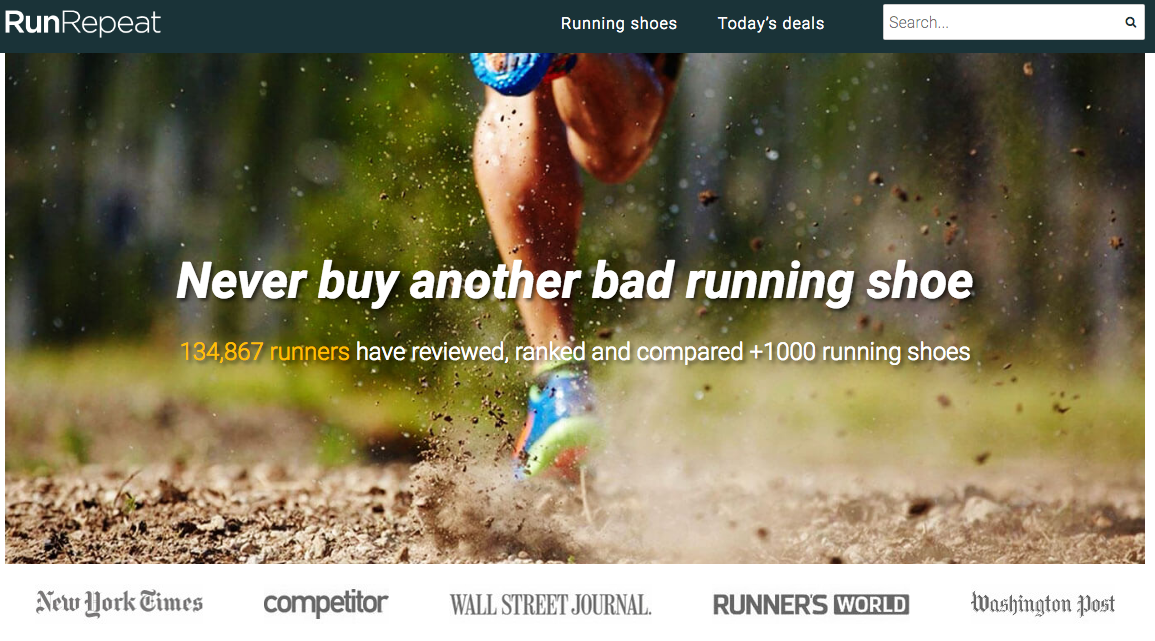 RunRepeat
Running shoes
Today's deals
Search...
Never buy another bad running shoe
134,867 runners have reviewed, ranked and compared +1000 running shoes
New York Times
competitor
WALL STREET JOURNAL.
RUNNER'S WORLD
Washington Post